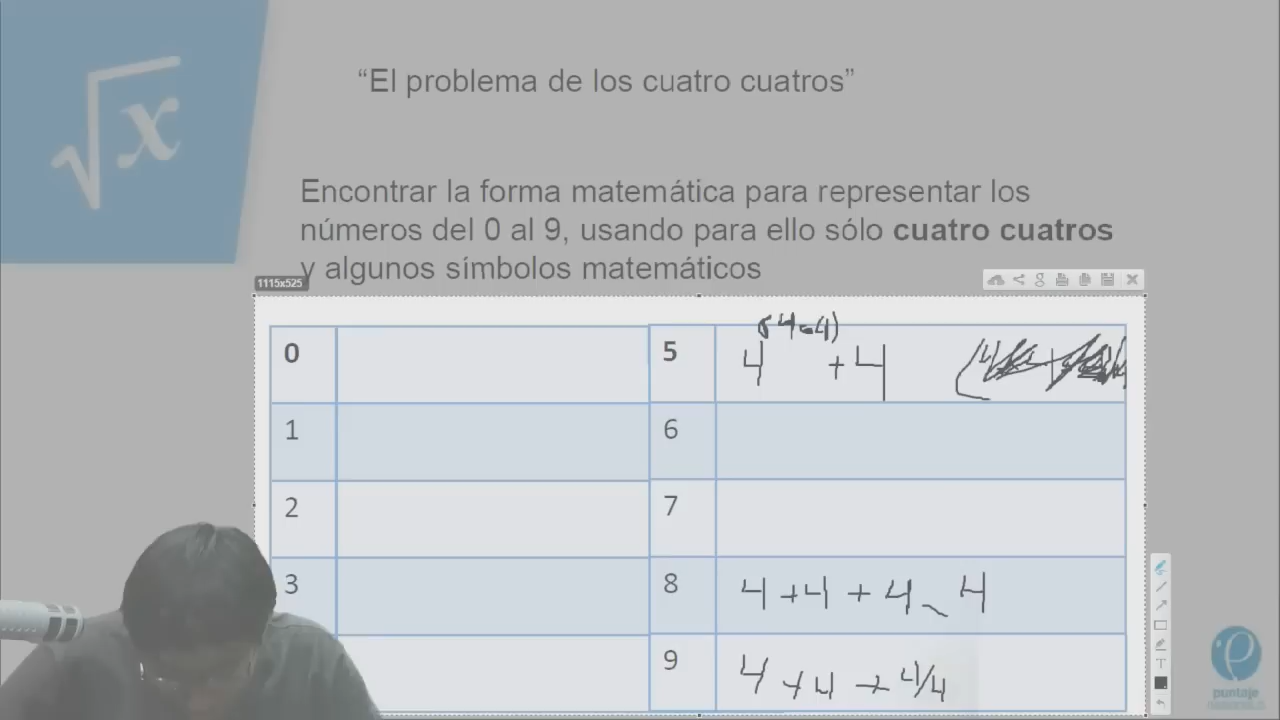 √x
“El problema de los cuatro cuatros”
Encontrar la forma matemática para representar los
números del 0 al 9, usando para ello sólo cuatro cuatros
y algunos símbolos matemáticos
1115x525
0
5 4^(4-4) + 4
1
6
2
7
3
8 4 + 4 + 4 - 4
9 4 + 4 + 4/4
T
puntaje